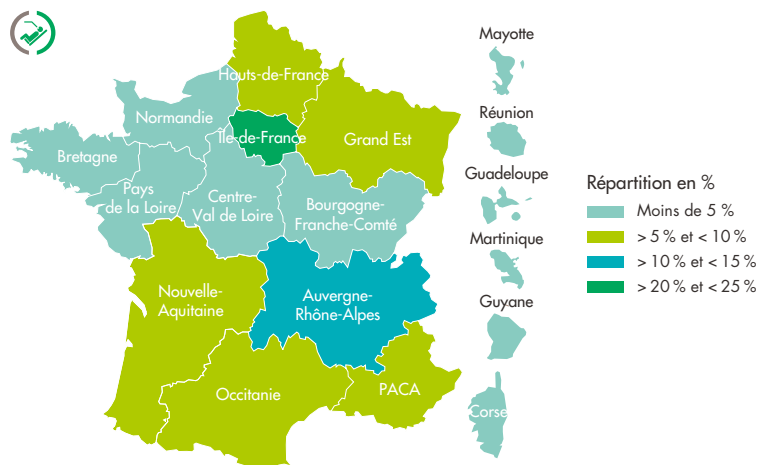 Mayotte
Hauts-de-France
Normandie
Réunion
Île-de-France
Grand Est
Bretagne
Guadeloupe
Pays
de la Loire
Centre-
Val de Loire
Bourgogne-
Franche-Comté
Martinique
Nouvelle-
Aquitaine
Auvergne-
Rhône-Alpes
Guyane
Occitanie
PACA
Corse
Répartition en %
Moins de 5 %
> 5 % et < 10 %
> 10 % et < 15 %
> 20 % et < 25 %